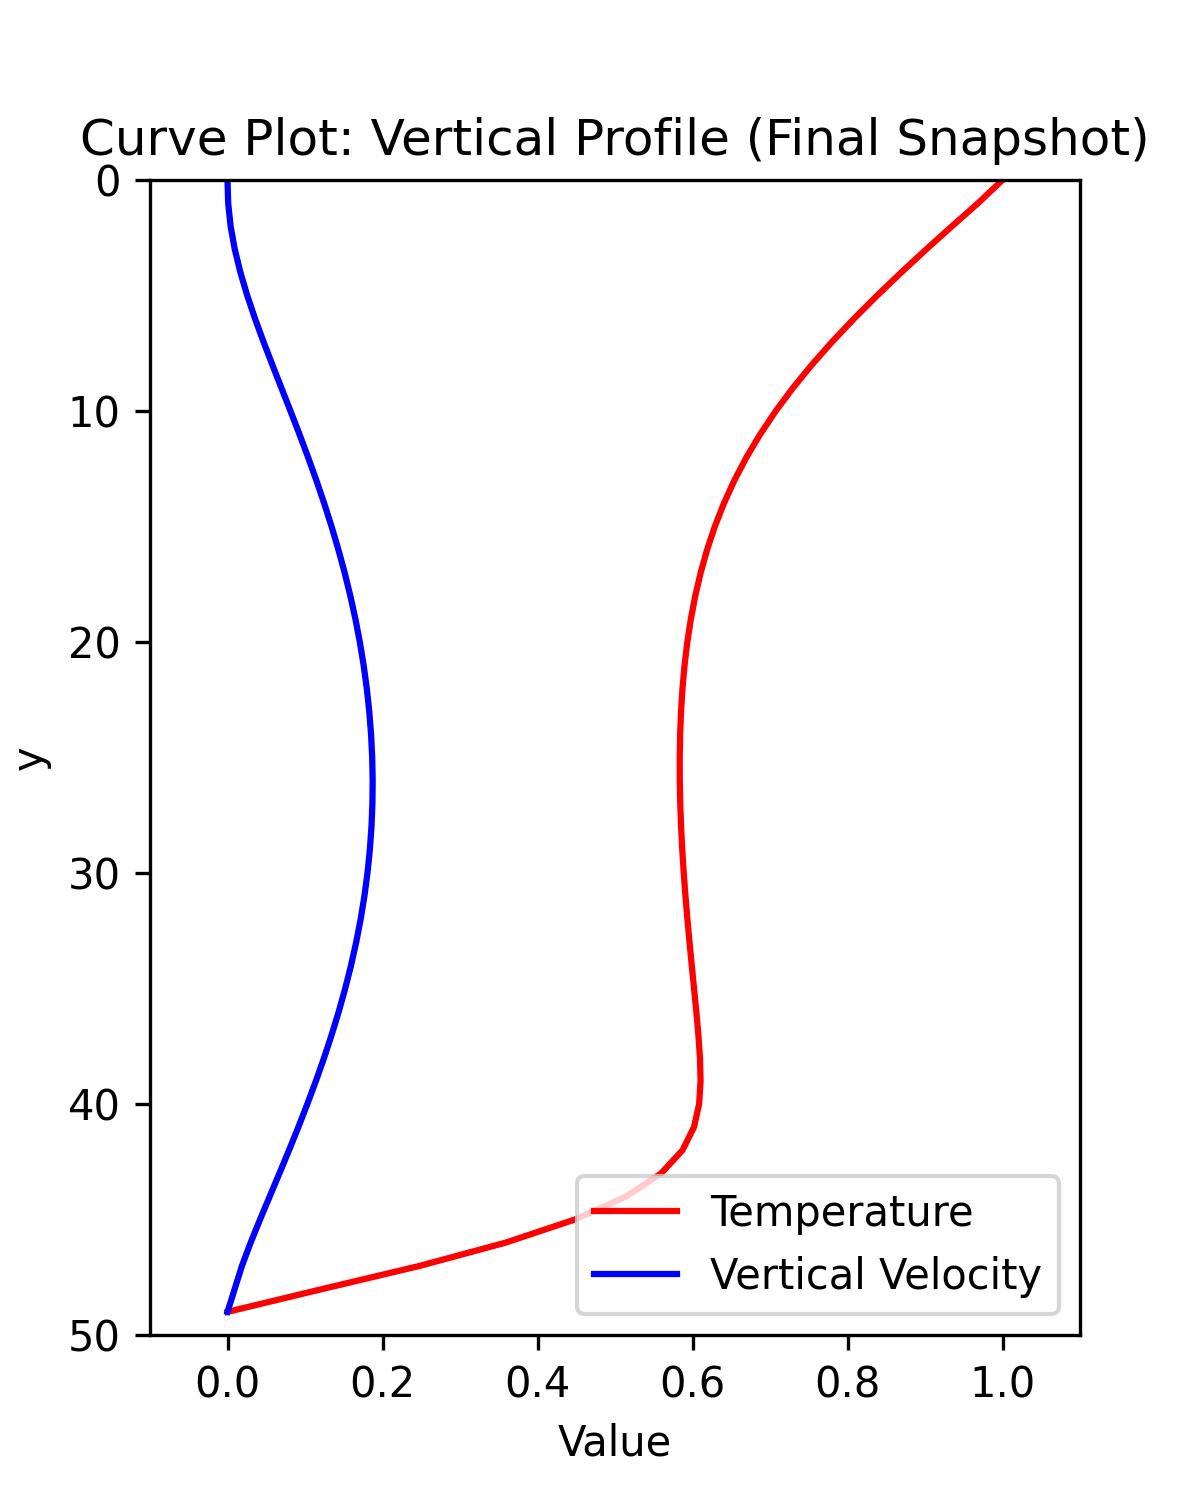 Curve Plot: Vertical Profile (Final Snapshot)
0
10
20
30
40
50
y
Temperature
Vertical Velocity
0.0 0.2 0.4 0.6 0.8 1.0
Value